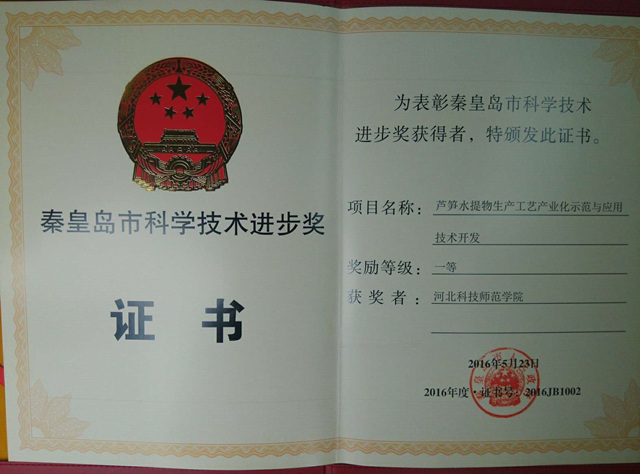 秦皇岛市科学技术进步奖
证 书
为表彰秦皇岛市科学技术
进步奖获得者，特颁发此证书。
项目名称： 芦笋水提物生产工艺产业化示范与应用
技术开发
奖励等级： 一等
获 奖 者： 河北科技师范学院
2016年5月23日
2016年度·证书号：2016JB1002